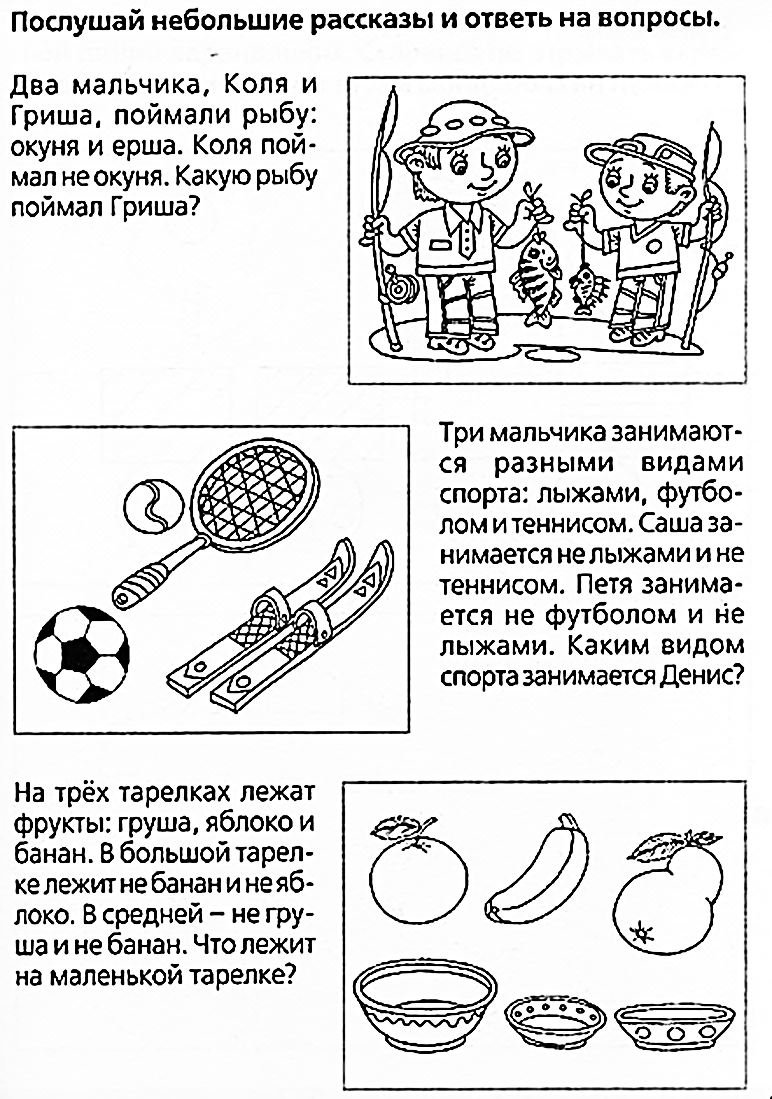 Послушай небольшие рассказы и ответь на вопросы.
Два мальчика, Коля и
Гриша, поймали рыбу:
окуня и ерша. Коля пой-
мал не окуня. Какую рыбу
поймал Гриша?
Три мальчика занимают-
ся разными видами
спорта: лыжами, футбо-
лом и теннисом. Саша за-
нимается не лыжами и не
теннисом. Петя занима-
ется не футболом и не
лыжами. Каким видом
спорта занимается Денис?
На трёх тарелках лежат
фрукты: груша, яблоко и
банан. В большой тарел-
ке лежит не банан и не яб-
локо. В средней – не гру-
ша и не банан. Что лежит
на маленькой тарелке?